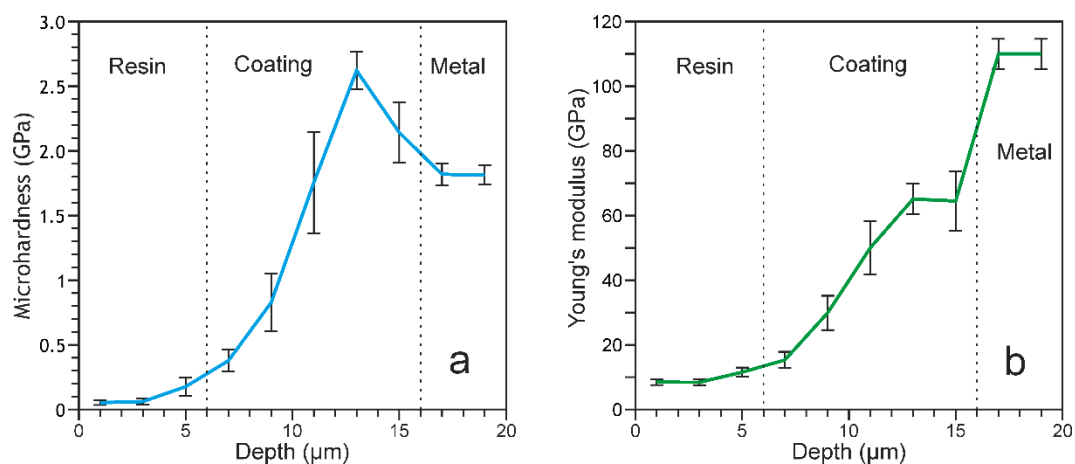 3.0
2.5
2.0
1.5
1
0.5
0
Microhardness (GPa)
Resin
Coating
Metal
a
0
5
10
15
20
Depth (µm)
120
100
80
60
40
20
0
Young's modulus (GPa)
Resin
Coating
Metal
b
0
5
10
15
20
Depth (µm)